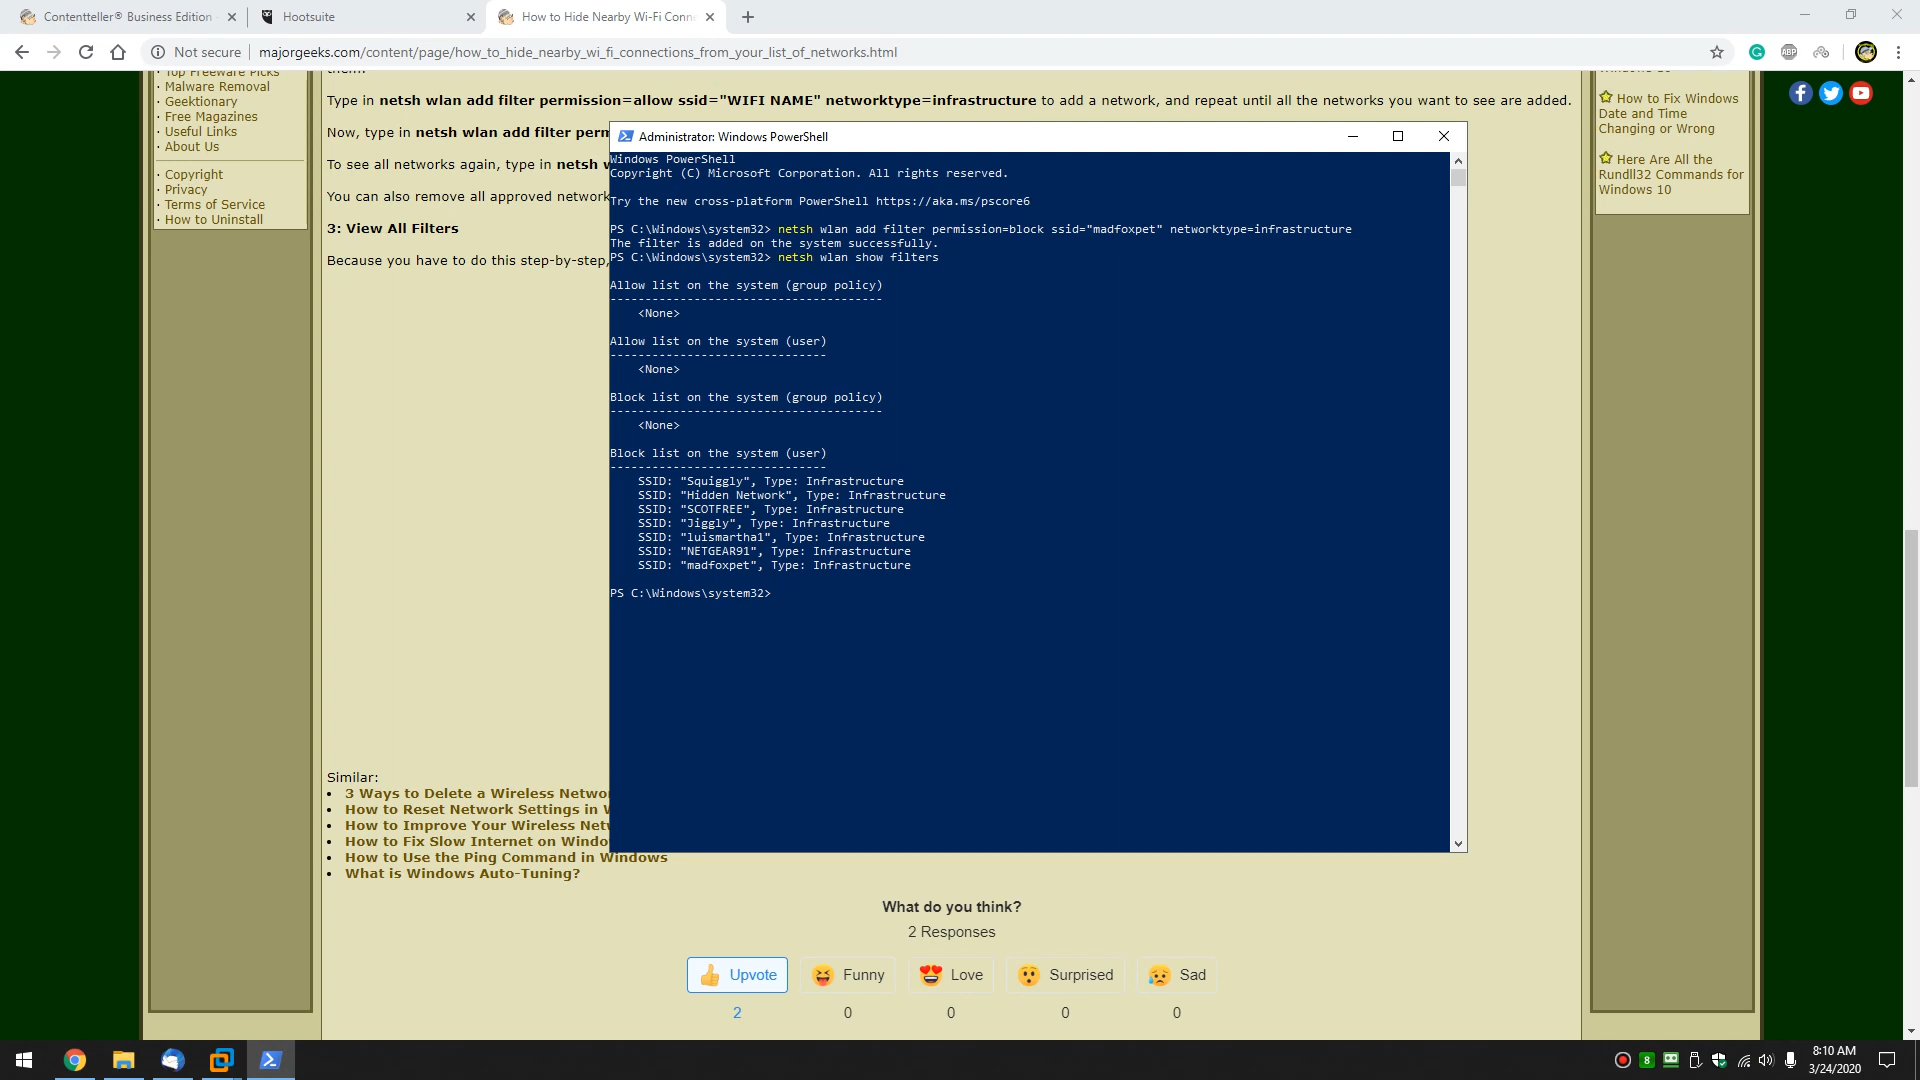 Contentteller® Business Edition
Hootsuite
How to Hide Nearby Wi-Fi Conn
Not secure
majorgeeks.com/content/page/how_to_hide_nearby_wi_fi_connections_from_your_list_of_networks.html
ABP
· Top Freeware Picks
· Malware Removal
· Geektionary
· Free Magazines
· Useful Links
· About Us
· Copyright
· Privacy
· Terms of Service
· How to Uninstall
Type in netsh wlan add filter permission=allow ssid="WIFI NAME" networktype=infrastructure to add a network, and repeat until all the networks you want to see are added.
Now, type in netsh wlan add filter perm
To see all networks again, type in netsh w
You can also remove all approved network
3: View All Filters
Because you have to do this step-by-step,
Administrator: Windows PowerShell
Windows PowerShell
Copyright (C) Microsoft Corporation. All rights reserved.
Try the new cross-platform PowerShell https://aka.ms/pscore6
PS C:\Windows\system32> netsh wlan add filter permission=block ssid="madfoxpet" networktype=infrastructure
The filter is added on the system successfully.
PS C:\Windows\system32> netsh wlan show filters
Allow list on the system (group policy)
---------------------------------------
<None>
Allow list on the system (user)
-------------------------------
<None>
Block list on the system (group policy)
---------------------------------------
<None>
Block list on the system (user)
-------------------------------
SSID: "Squiggly", Type: Infrastructure
SSID: "Hidden Network", Type: Infrastructure
SSID: "SCOTFREE", Type: Infrastructure
SSID: "Jiggly", Type: Infrastructure
SSID: "luismartha1", Type: Infrastructure
SSID: "NETGEAR91", Type: Infrastructure
SSID: "madfoxpet", Type: Infrastructure
PS C:\Windows\system32>
How to Fix Windows
Date and Time
Changing or Wrong
Here Are All the
Rundll32 Commands for
Windows 10
Similar:
• 3 Ways to Delete a Wireless Networ
• How to Reset Network Settings in W
• How to Improve Your Wireless Netw
• How to Fix Slow Internet on Windo
• How to Use the Ping Command in Windows
• What is Windows Auto-Tuning?
What do you think?
2 Responses
Upvote
Funny
Love
Surprised
Sad
2
0
0
0
0
8
8:10 AM
3/24/2020